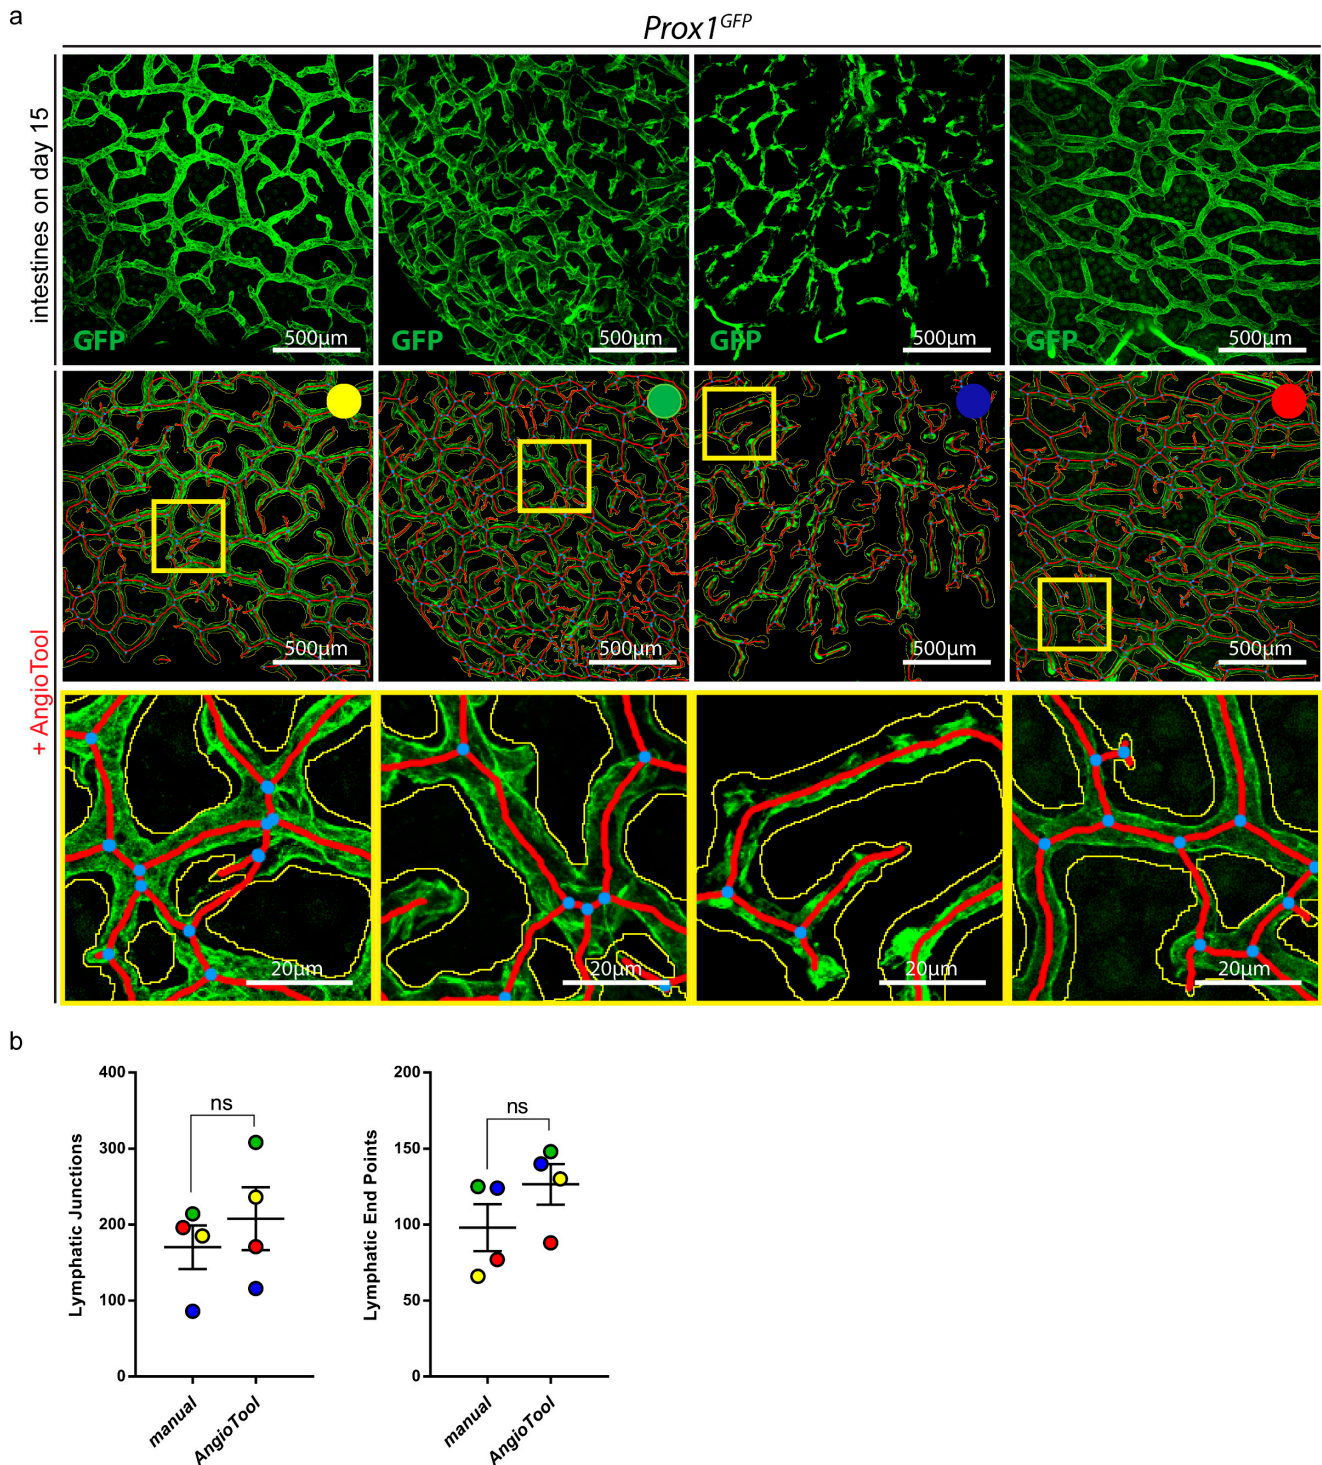 a
Prox1GFP
intestines on day 15
GFP
500µm
GFP
500µm
GFP
500µm
GFP
500µm
+ AngioTool
500µm
500µm
500µm
500µm
20µm
20µm
20µm
20µm
b
Lymphatic Junctions
400
300
200
100
0
ns
manual
AngioTool
Lymphatic End Points
200
150
100
50
0
ns
manual
AngioTool